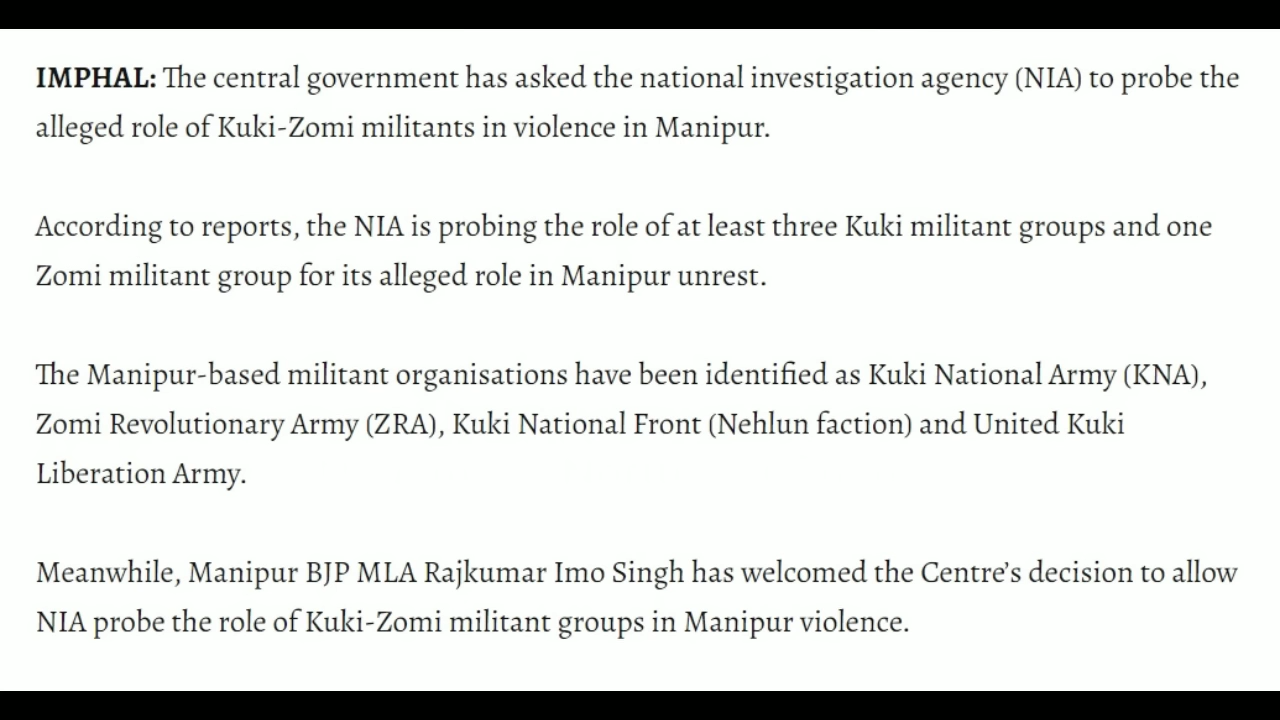 IMPHAL: The central government has asked the national investigation agency (NIA) to probe the
alleged role of Kuki-Zomi militants in violence in Manipur.
According to reports, the NIA is probing the role of at least three Kuki militant groups and one
Zomi militant group for its alleged role in Manipur unrest.
The Manipur-based militant organisations have been identified as Kuki National Army (KNA),
Zomi Revolutionary Army (ZRA), Kuki National Front (Nehlun faction) and United Kuki
Liberation Army.
Meanwhile, Manipur BJP MLA Rajkumar Imo Singh has welcomed the Centre’s decision to allow
NIA probe the role of Kuki-Zomi militant groups in Manipur violence.